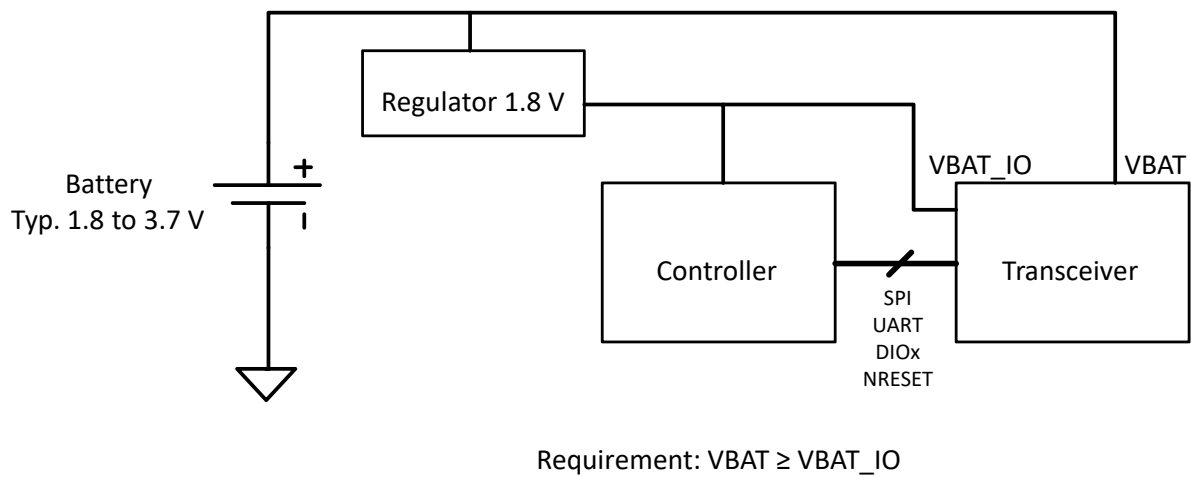 Regulator 1.8 V
Battery
Typ. 1.8 to 3.7 V
+
−
VBAT_IO
VBAT
Controller
Transceiver
SPI
UART
DIOx
NRESET
Requirement: VBAT ≥ VBAT_IO